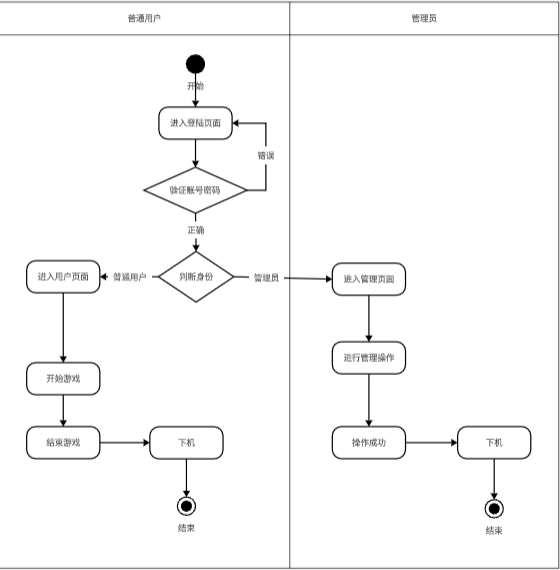 普通用户
管理员
开始
进入登陆页面
错误
验证账号密码
正确
进入用户页面
普通用户
判断身份
管理员
进入管理页面
开始游戏
进行管理操作
结束游戏
下机
操作成功
下机
结束
结束